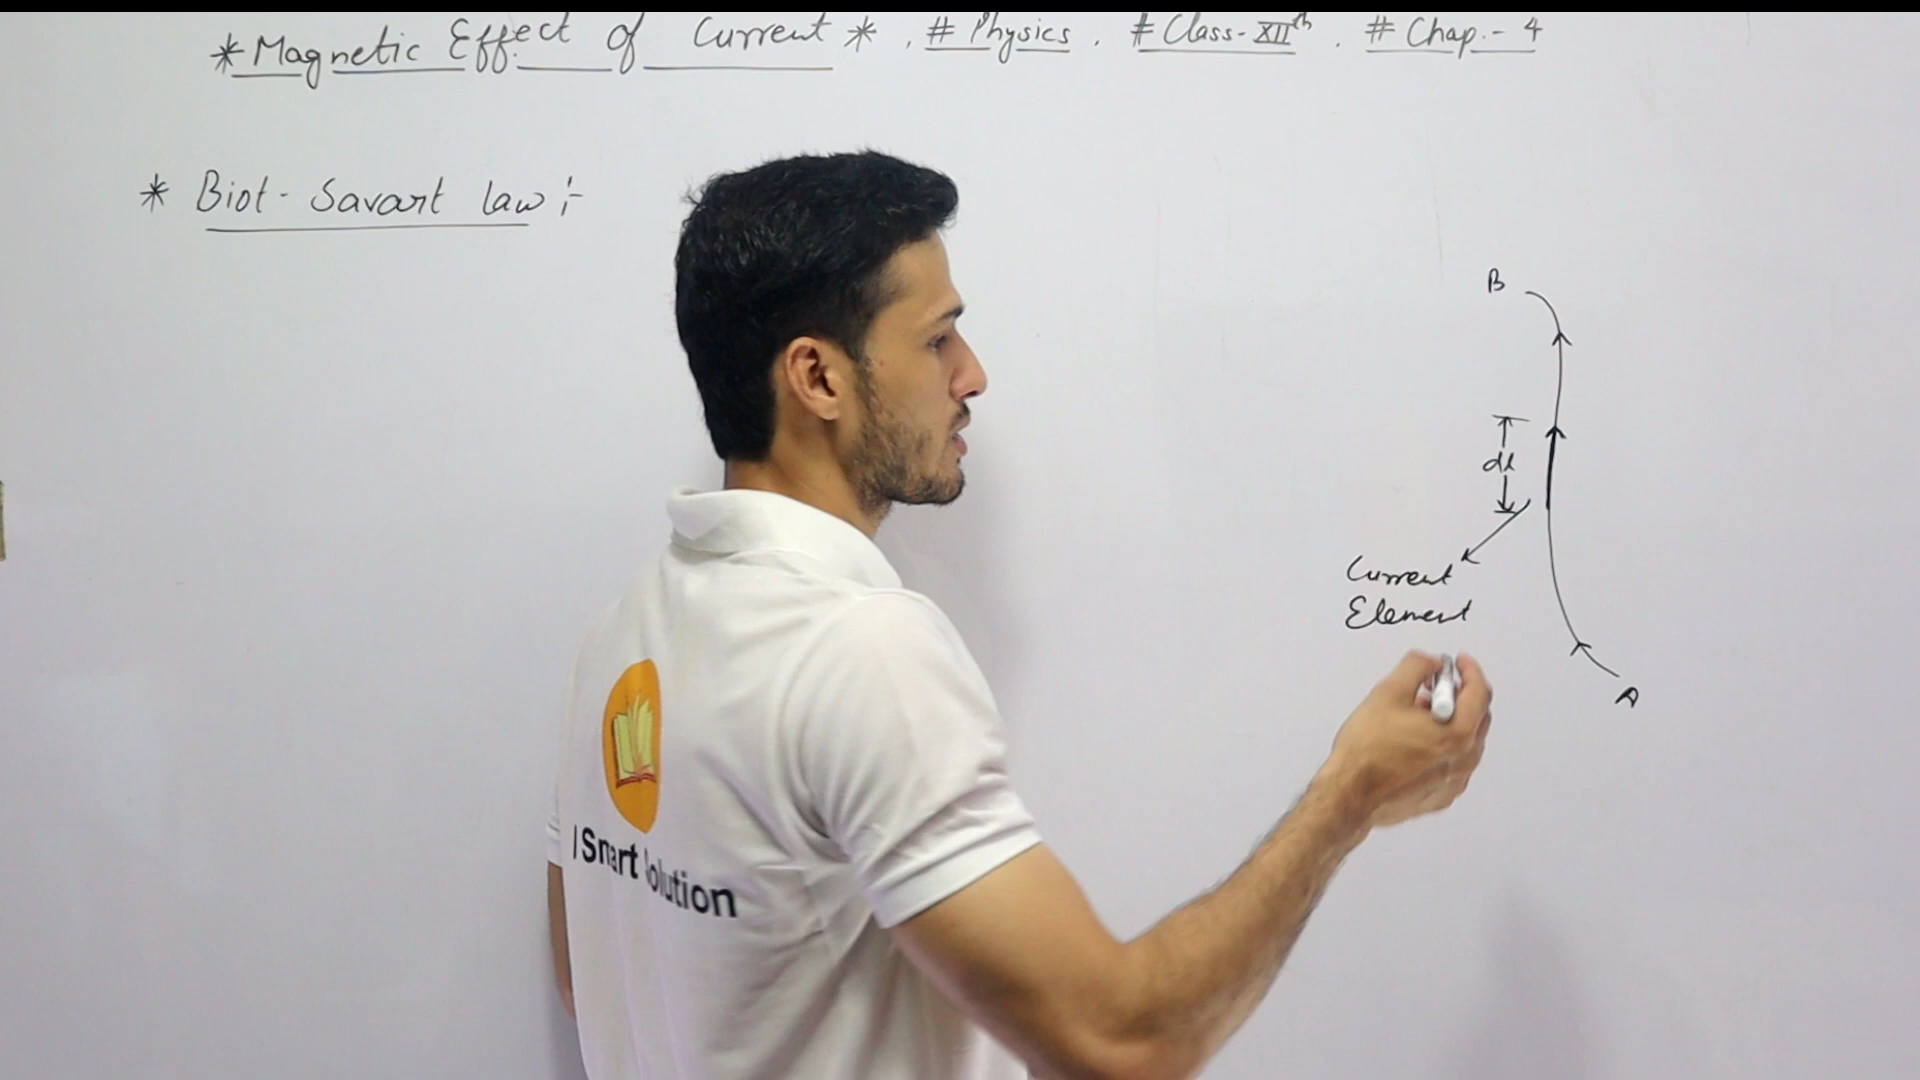 *Magnetic Effect of Current* . # Physics . # Class-XIIth . # Chap.-4
* Biot-Savart law :-
B
dl
Current
Element
A
Smart Solution